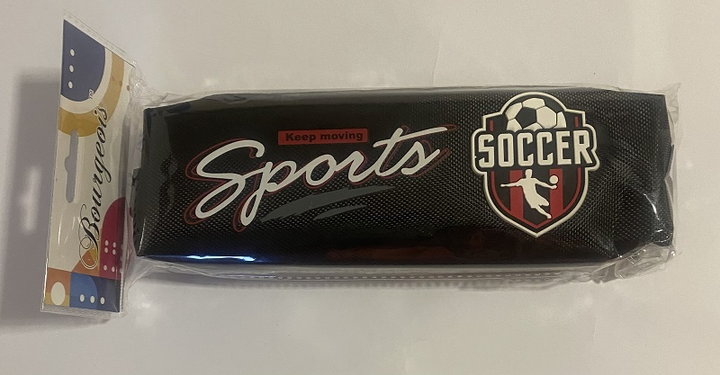 Bourgeois
Keep moving
Sports
SOCCER